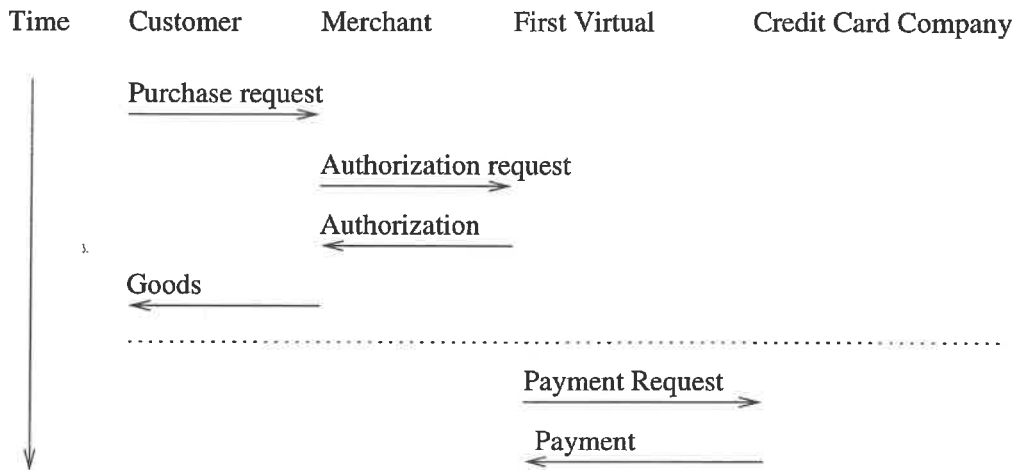 Time Customer Merchant First Virtual Credit Card Company
Purchase request
Authorization request
Authorization
Goods
Payment Request
Payment